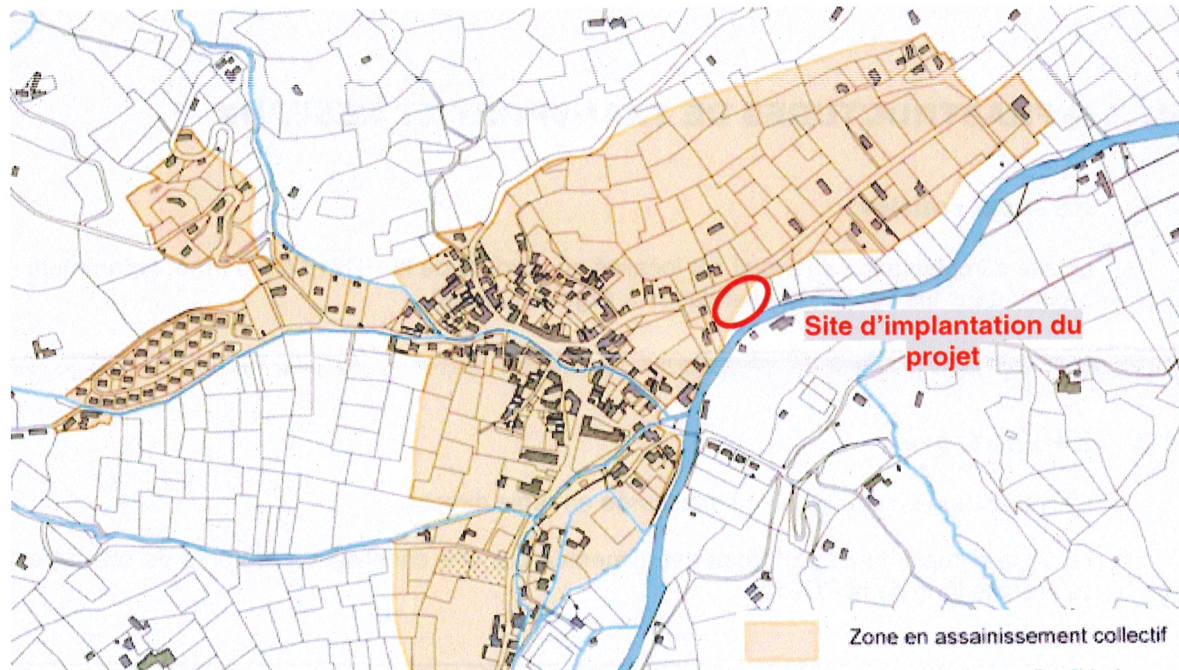 Site d'implantation du
projet
Zone en assainissement collectif